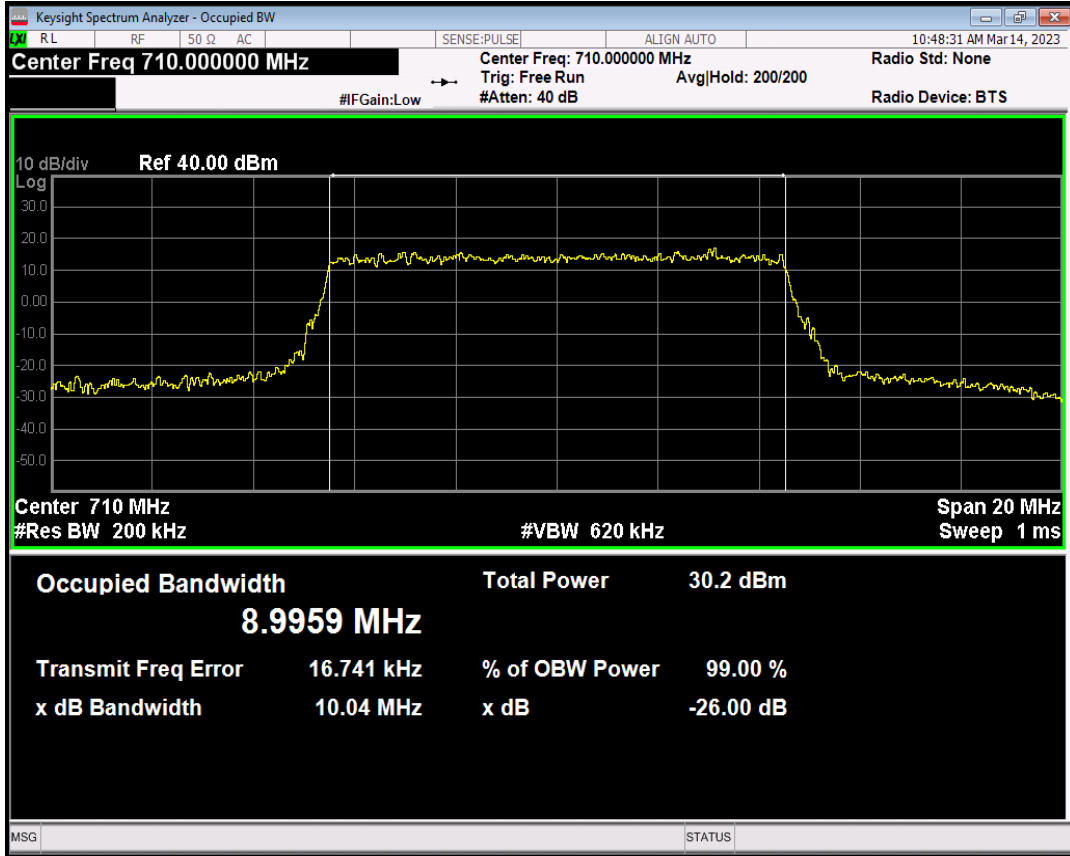 Keysight Spectrum Analyzer - Occupied BW
LXI RL RF 50 Ω AC SENSE:PULSE ALIGN AUTO 10:48:31 AM Mar 14, 2023
Center Freq 710.000000 MHz
Center Freq: 710.000000 MHz
Radio Std: None
Trig: Free Run Avg|Hold: 200/200
#IFGain:Low #Atten: 40 dB
Radio Device: BTS
10 dB/div Ref 40.00 dBm
Log
30.0
20.0
10.0
0.00
-10.0
-20.0
-30.0
-40.0
-50.0
Center 710 MHz Span 20 MHz
#Res BW 200 kHz #VBW 620 kHz Sweep 1 ms
Occupied Bandwidth Total Power 30.2 dBm
8.9959 MHz
Transmit Freq Error 16.741 kHz % of OBW Power 99.00 %
x dB Bandwidth 10.04 MHz x dB -26.00 dB
MSG STATUS